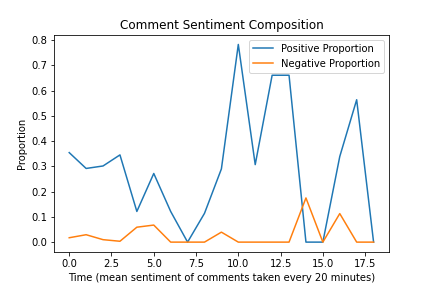 Comment Sentiment Composition
Positive Proportion
Negative Proportion
0.8
0.7
0.6
0.5
0.4
0.3
0.2
0.1
0.0
Proportion
0.0 2.5 5.0 7.5 10.0 12.5 15.0 17.5
Time (mean sentiment of comments taken every 20 minutes)